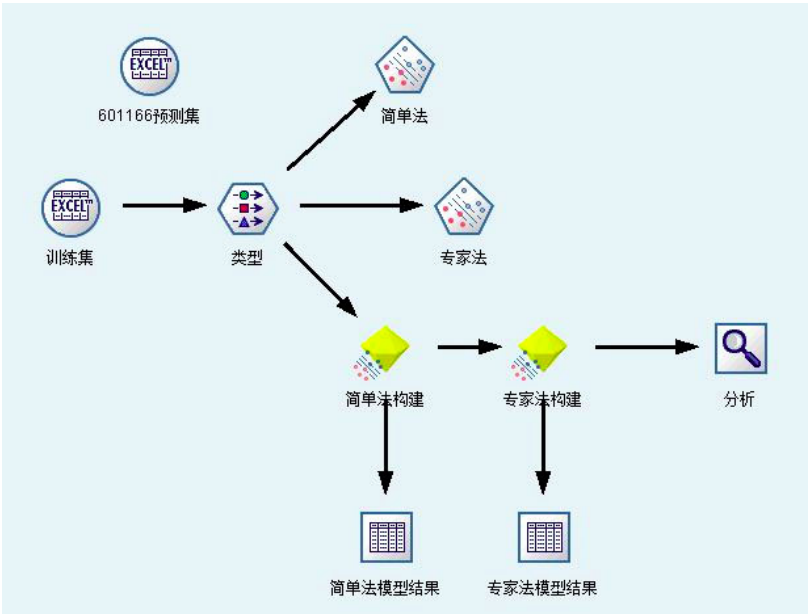 EXCEL™
601166预测集
简单法
EXCEL™
训练集
类型
专家法
简单法构建
专家法构建
分析
简单法模型结果
专家法模型结果